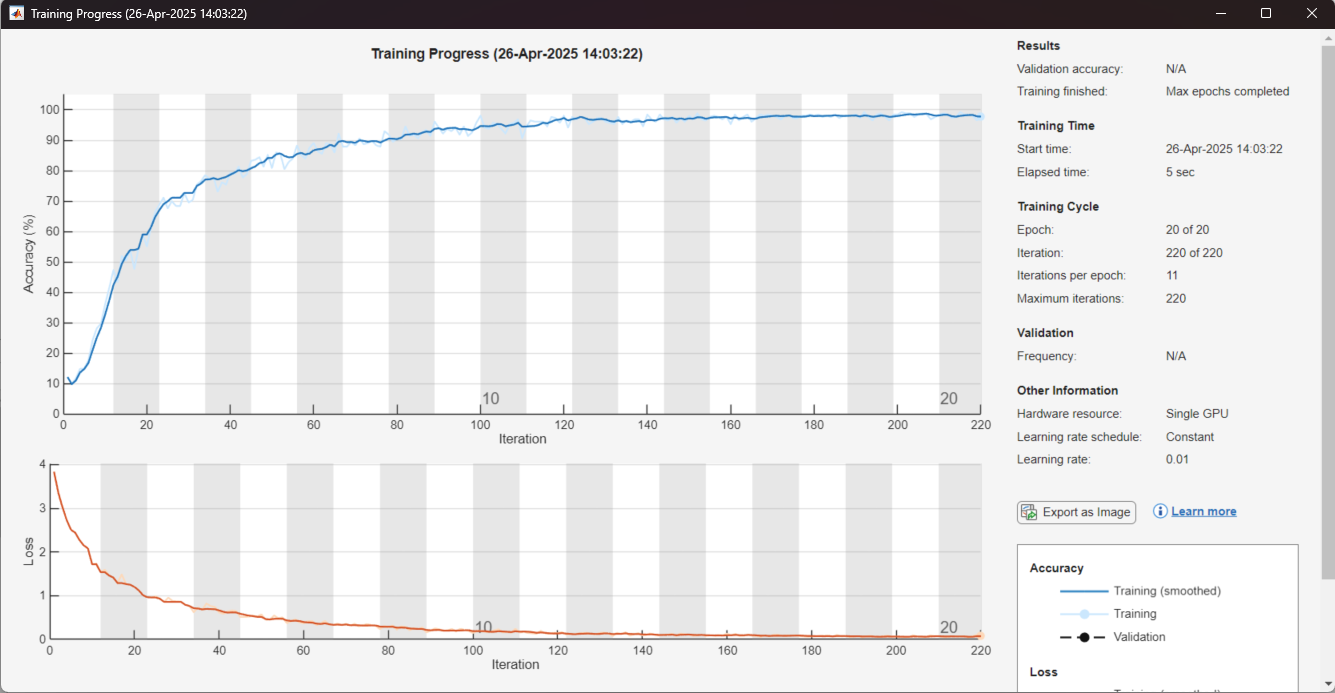 Training Progress (26-Apr-2025 14:03:22)
Training Progress (26-Apr-2025 14:03:22)
100
90
80
70
60
50
40
30
20
10
0
Accuracy (%)
10
20
0 20 40 60 80 100 120 140 160 180 200 220
Iteration
4
3
2
1
0
Loss
10
20
0 20 40 60 80 100 120 140 160 180 200 220
Iteration
Results
Validation accuracy: N/A
Training finished: Max epochs completed
Training Time
Start time: 26-Apr-2025 14:03:22
Elapsed time: 5 sec
Training Cycle
Epoch: 20 of 20
Iteration: 220 of 220
Iterations per epoch: 11
Maximum iterations: 220
Validation
Frequency: N/A
Other Information
Hardware resource: Single GPU
Learning rate schedule: Constant
Learning rate: 0.01
Export as Image Learn more
Accuracy
Training (smoothed)
Training
Validation
Loss